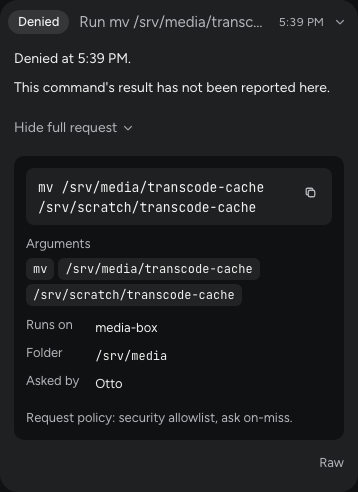 Denied Run mv /srv/media/transc... 5:39 PM
Denied at 5:39 PM.
This command's result has not been reported here.
Hide full request
mv /srv/media/transcode-cache
/srv/scratch/transcode-cache
Arguments
mv /srv/media/transcode-cache
/srv/scratch/transcode-cache
Runs on media-box
Folder /srv/media
Asked by Otto
Request policy: security allowlist, ask on-miss.
Raw